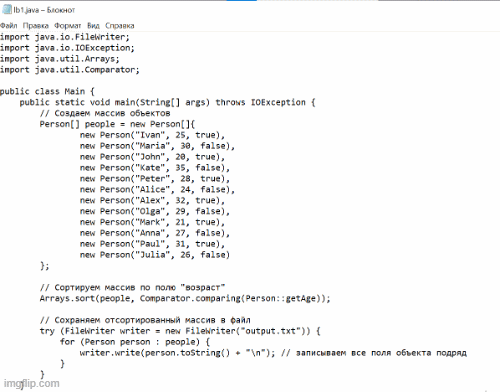 lb1.java – Блокнот
Файл Правка Формат Вид Справка
import java.io.FileWriter;
import java.io.IOException;
import java.util.Arrays;
import java.util.Comparator;

public class Main {
    public static void main(String[] args) throws IOException {
        // Создаем массив объектов
        Person[] people = new Person[]{
                new Person("Ivan", 25, true),
                new Person("Maria", 30, false),
                new Person("John", 20, true),
                new Person("Kate", 35, false),
                new Person("Peter", 28, true),
                new Person("Alice", 24, false),
                new Person("Alex", 32, true),
                new Person("Olga", 29, false),
                new Person("Mark", 21, true),
                new Person("Anna", 27, false),
                new Person("Paul", 31, true),
                new Person("Julia", 26, false)
        };

        // Сортируем массив по полю "возраст"
        Arrays.sort(people, Comparator.comparing(Person::getAge));

        // Сохраняем отсортированный массив в файл
        try (FileWriter writer = new FileWriter("output.txt")) {
            for (Person person : people) {
                writer.write(person.toString() + "\n"); // записываем все поля объекта подряд
            }
        }
    }
imgflip.com